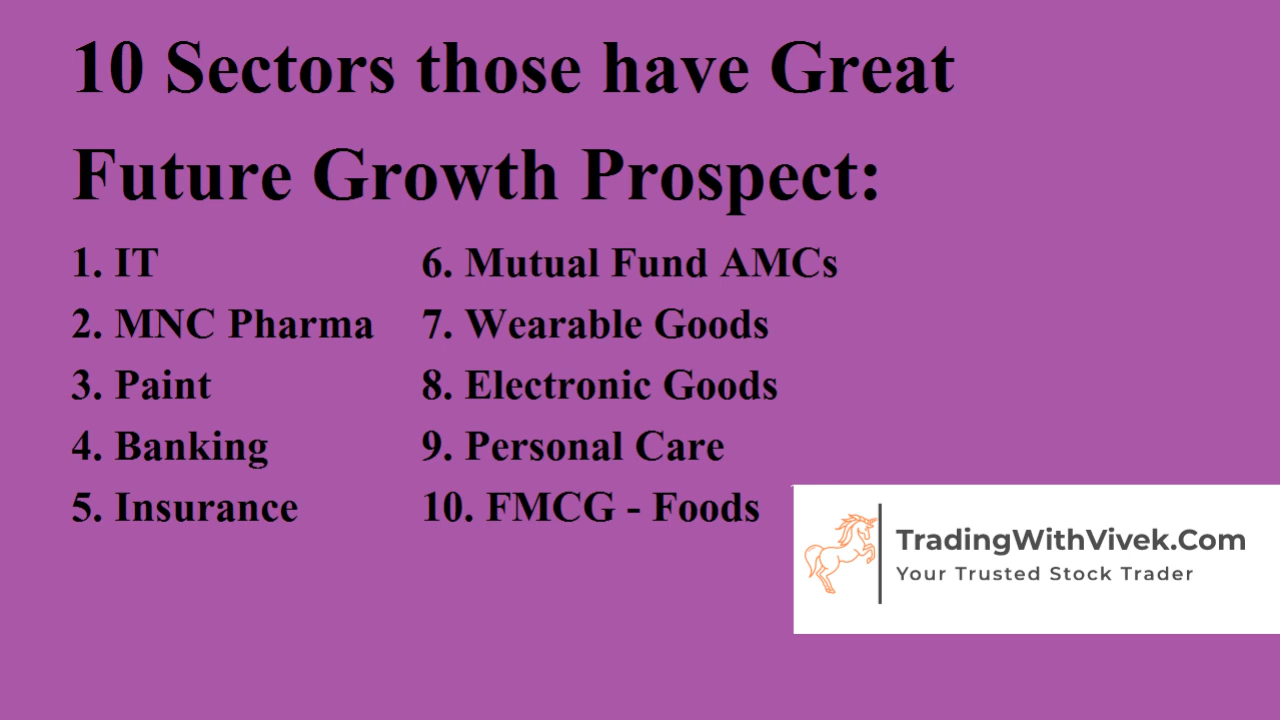 10 Sectors those have Great
Future Growth Prospect:
1. IT
2. MNC Pharma
3. Paint
4. Banking
5. Insurance
6. Mutual Fund AMCs
7. Wearable Goods
8. Electronic Goods
9. Personal Care
10. FMCG - Foods
TradingWithVivek.Com
Your Trusted Stock Trader